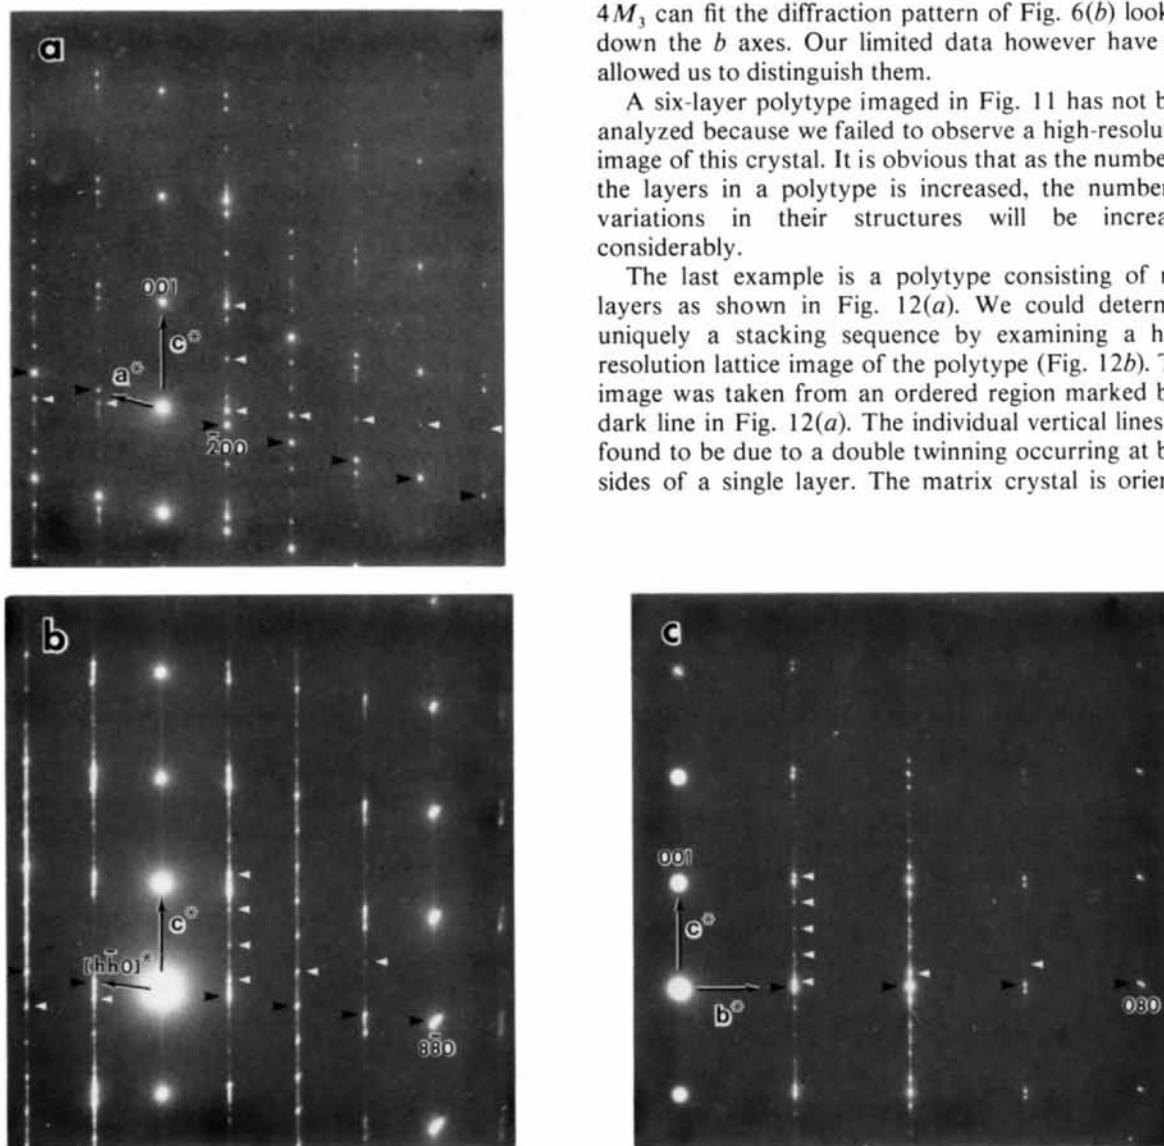 a
001
c*
a*
2̄00
4M₃ can fit the diffraction pattern of Fig. 6(b) look
down the b axes. Our limited data however have
allowed us to distinguish them.
A six-layer polytype imaged in Fig. 11 has not b
analyzed because we failed to observe a high-resolu
image of this crystal. It is obvious that as the number
the layers in a polytype is increased, the number
variations in their structures will be increa
considerably.
The last example is a polytype consisting of
layers as shown in Fig. 12(a). We could determ
uniquely a stacking sequence by examining a h
resolution lattice image of the polytype (Fig. 12b). T
image was taken from an ordered region marked b
dark line in Fig. 12(a). The individual vertical lines
found to be due to a double twinning occurring at b
sides of a single layer. The matrix crystal is orien
b
c*
[hh̄0]*
88̄0
c
001
c*
b*
080